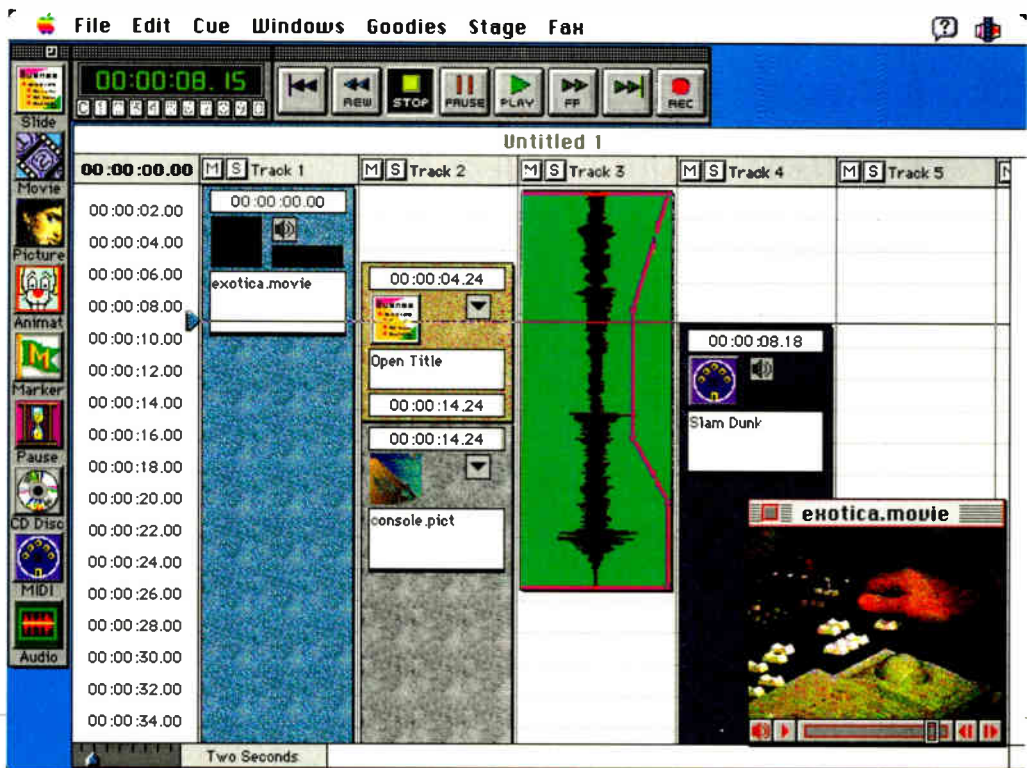 File Edit Cue Windows Goodies Stage Fax
00:00:08.15
REW
STOP
PAUSE
PLAY
FF
REC
Slide
Movie
Picture
Animat
Marker
Pause
CD Disc
MIDI
Audio
Untitled 1
00:00:00.00 M S Track 1 M S Track 2 M S Track 3 M S Track 4 M S Track 5
00:00:02.00
00:00:04.00
00:00:06.00
00:00:08.00
00:00:10.00
00:00:12.00
00:00:14.00
00:00:16.00
00:00:18.00
00:00:20.00
00:00:22.00
00:00:24.00
00:00:26.00
00:00:28.00
00:00:30.00
00:00:32.00
00:00:34.00
00:00:00.00
exotica.movie
00:00:04.24
Open Title
00:00:14.24
00:00:14.24
console.pict
00:00:08.18
Slam Dunk
exotica.movie
Two Seconds